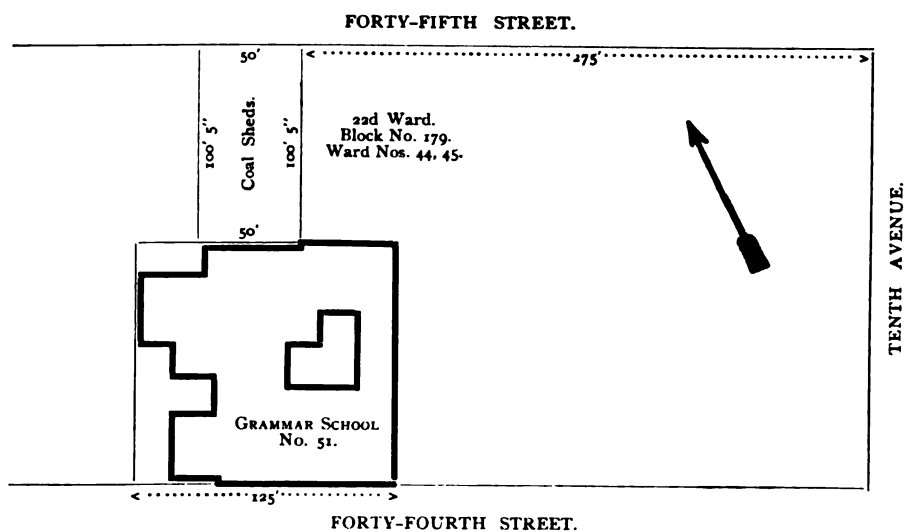 FORTY-FIFTH STREET.
50'
275'
100' 5"
Coal Sheds.
100' 5"
22d Ward.
Block No. 179.
Ward Nos. 44, 45.
50'
TENTH AVENUE.
GRAMMAR SCHOOL
No. 51.
125'
FORTY-FOURTH STREET.